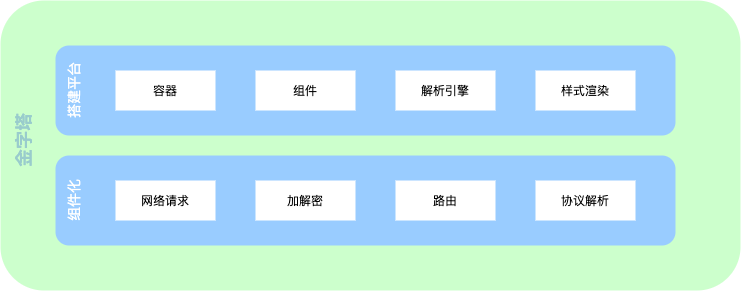 金字塔
搭建平台
容器
组件
解析引擎
样式渲染
组件化
网络请求
加解密
路由
协议解析